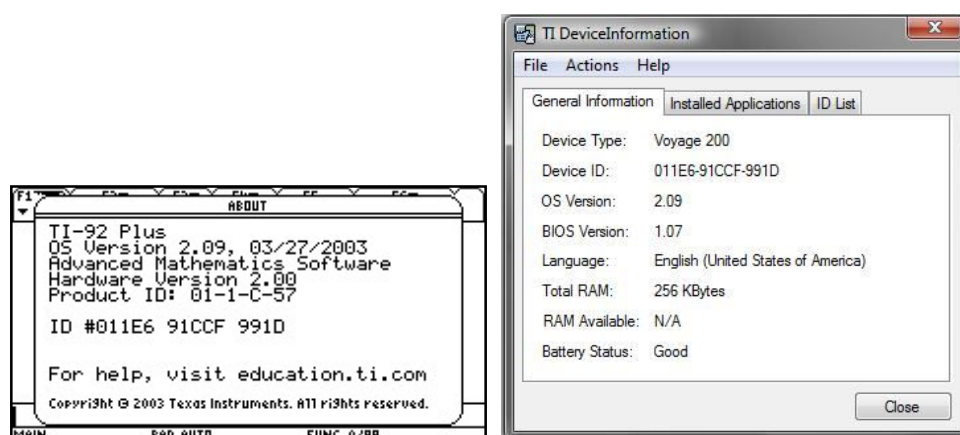 ABOUT
TI-92 Plus
OS Version 2.09, 03/27/2003
Advanced Mathematics Software
Hardware Version 2.00
Product ID: 01-1-C-57
ID #011E6 91CCF 991D
For help, visit education.ti.com
Copyright © 2003 Texas Instruments. All rights reserved.
TI DeviceInformation
File Actions Help
General Information Installed Applications ID List
Device Type: Voyage 200
Device ID: 011E6-91CCF-991D
OS Version: 2.09
BIOS Version: 1.07
Language: English (United States of America)
Total RAM: 256 KBytes
RAM Available: N/A
Battery Status: Good
Close